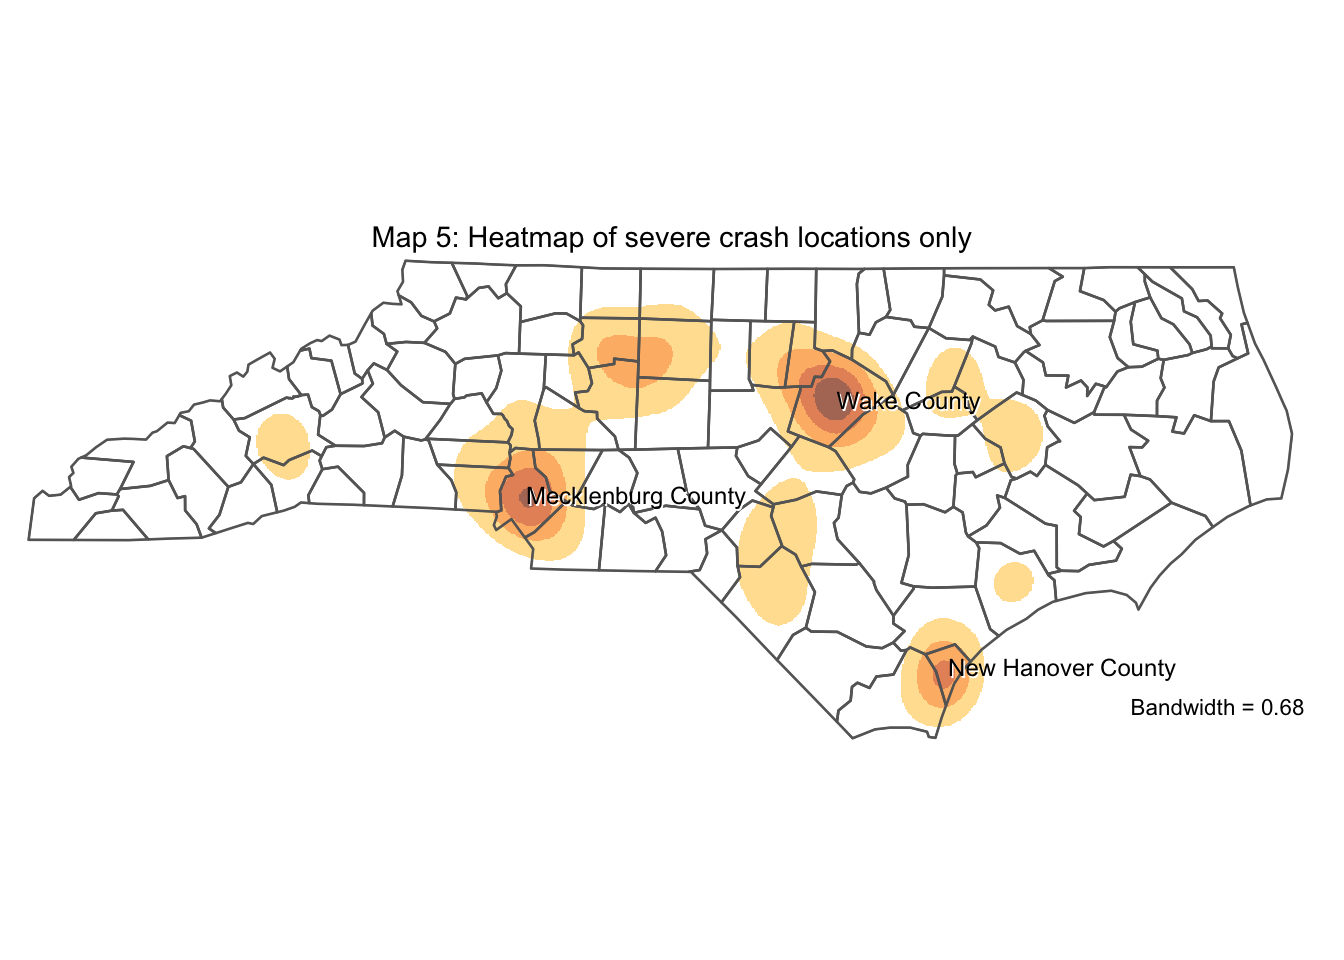 Map 5: Heatmap of severe crash locations only
Wake County
Mecklenburg County
New Hanover County
Bandwidth = 0.68